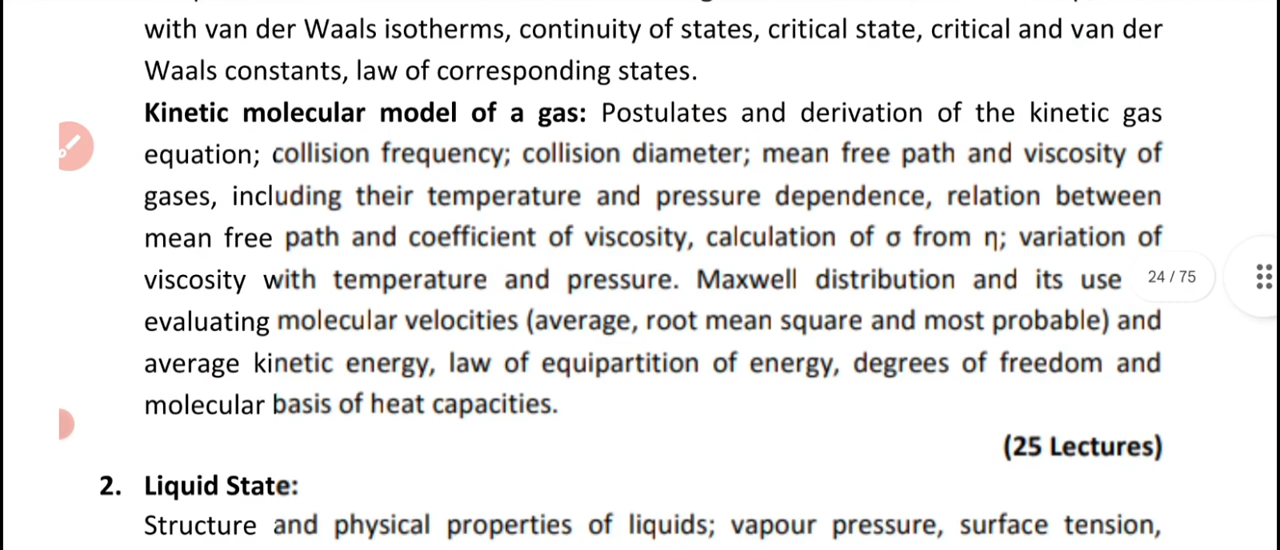 with van der Waals isotherms, continuity of states, critical state, critical and van der
Waals constants, law of corresponding states.
Kinetic molecular model of a gas: Postulates and derivation of the kinetic gas
equation; collision frequency; collision diameter; mean free path and viscosity of
gases, including their temperature and pressure dependence, relation between
mean free path and coefficient of viscosity, calculation of σ from η; variation of
viscosity with temperature and pressure. Maxwell distribution and its use
24 / 75
evaluating molecular velocities (average, root mean square and most probable) and
average kinetic energy, law of equipartition of energy, degrees of freedom and
molecular basis of heat capacities.
(25 Lectures)
2. Liquid State:
Structure and physical properties of liquids; vapour pressure, surface tension,